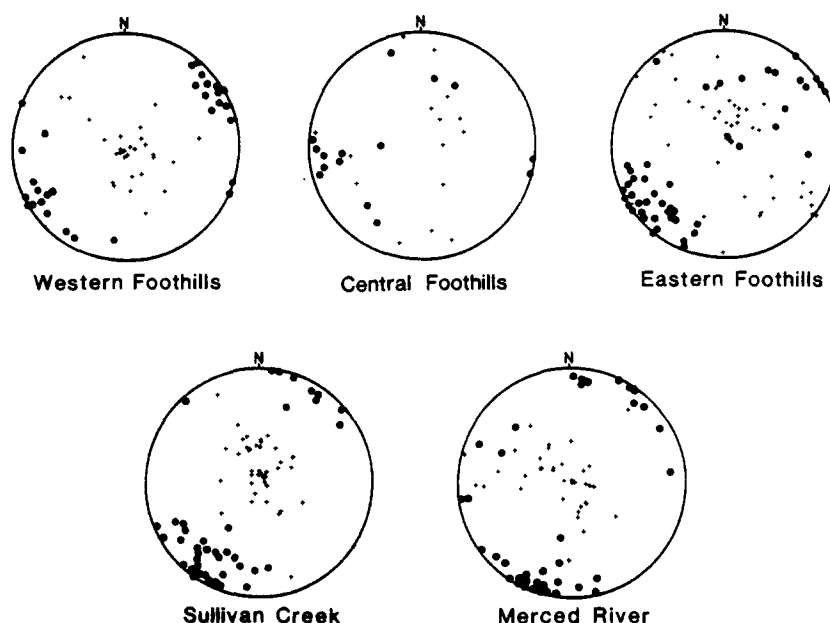 N
N
N
Western Foothills
Central Foothills
Eastern Foothills
N
N
Sullivan Creek
Merced River